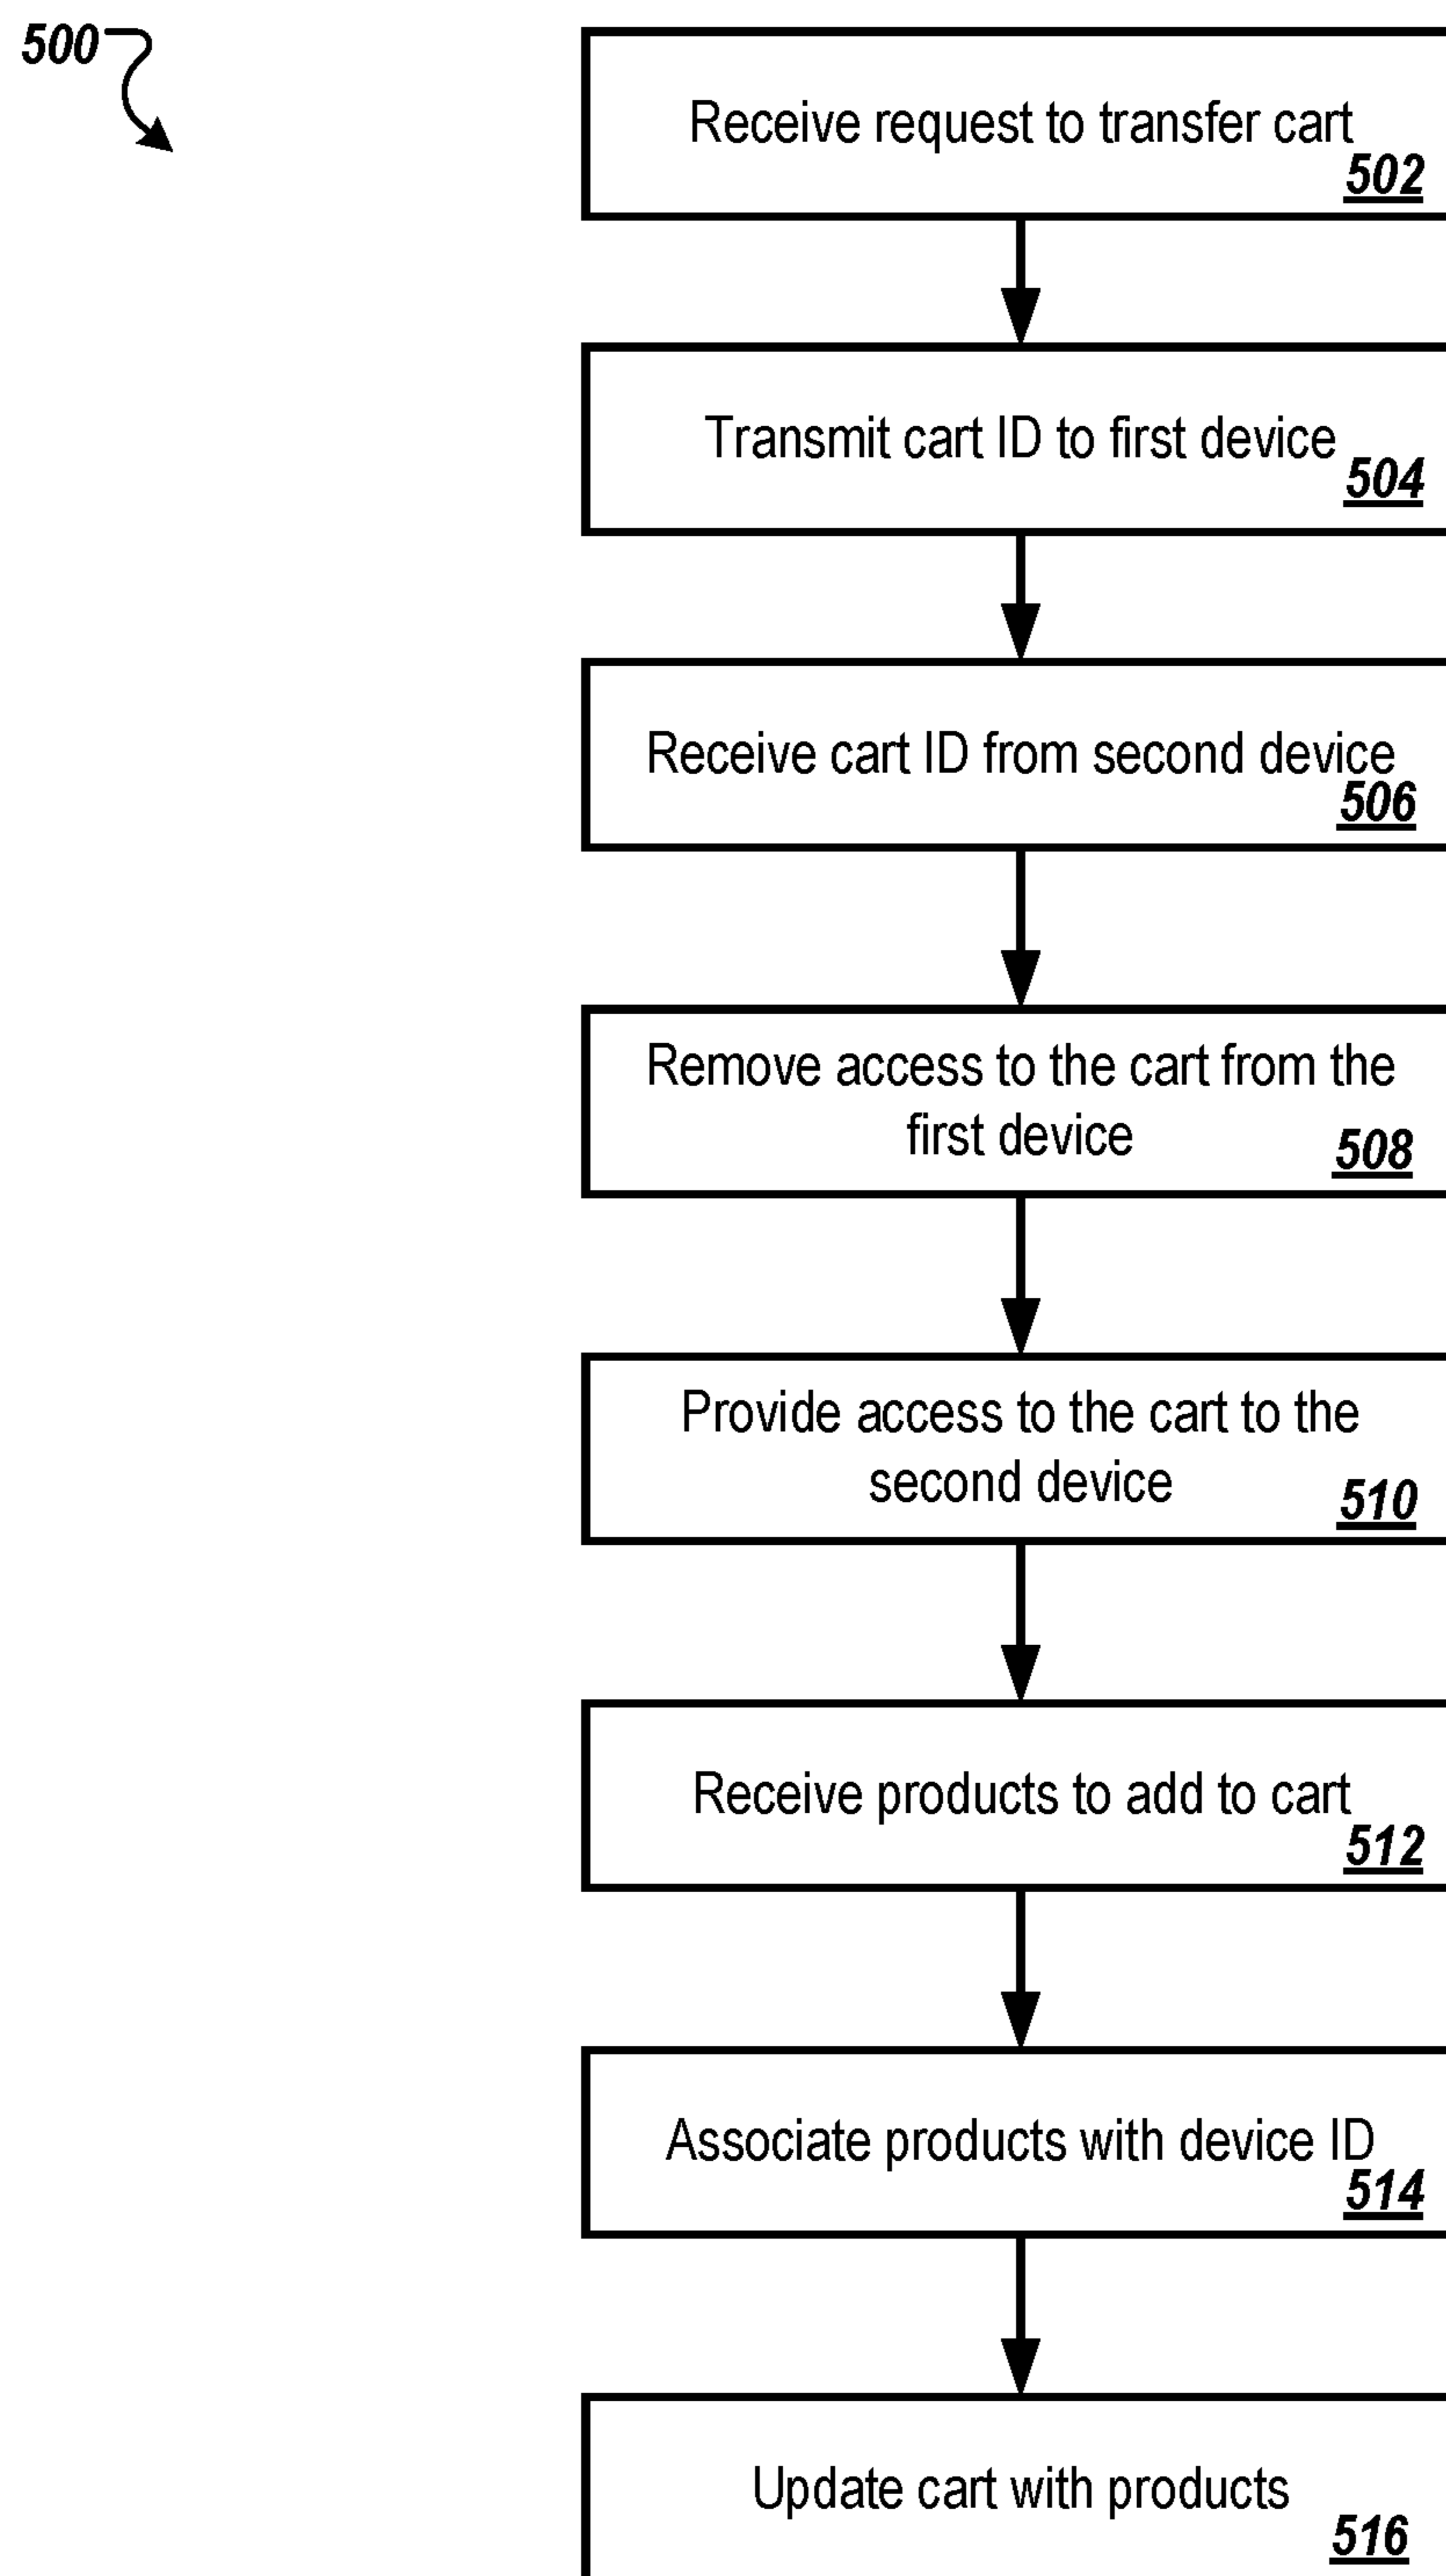 500
Receive request to transfer cart
502
Transmit cart ID to first device
504
Receive cart ID from second device
506
Remove access to the cart from the
first device
508
Provide access to the cart to the
second device
510
Receive products to add to cart
512
Associate products with device ID
514
Update cart with products
516